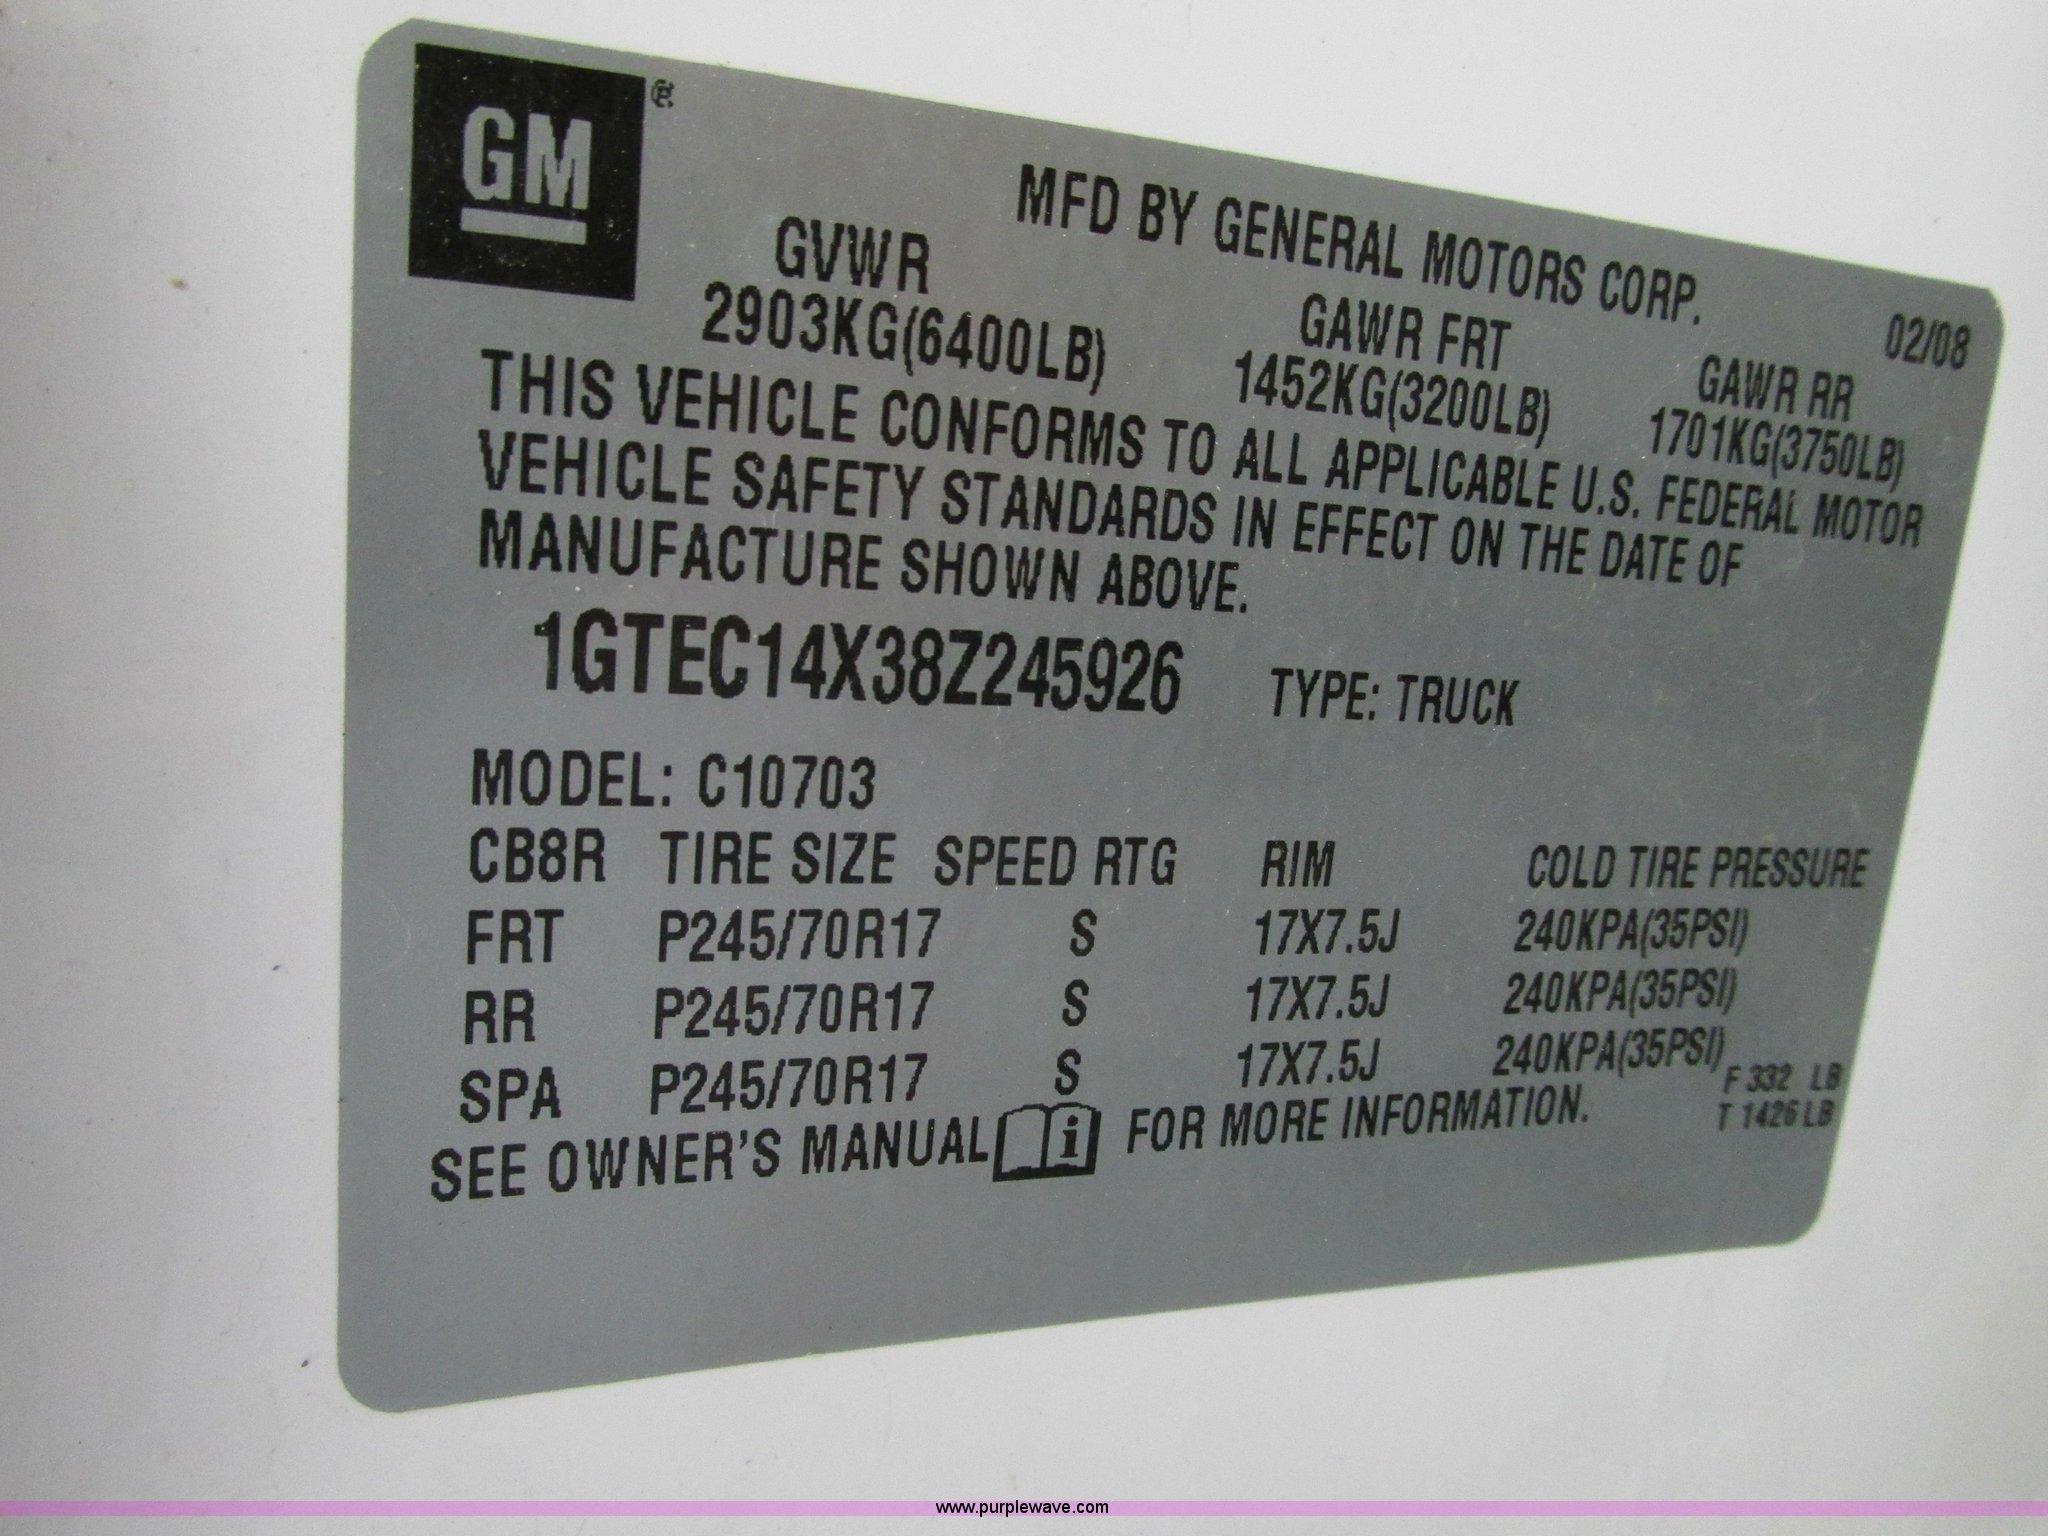 GM
MFD BY GENERAL MOTORS CORP.
02/08
GVWR GAWR FRT GAWR RR
2903KG(6400LB) 1452KG(3200LB) 1701KG(3750LB)
THIS VEHICLE CONFORMS TO ALL APPLICABLE U.S. FEDERAL MOTOR
VEHICLE SAFETY STANDARDS IN EFFECT ON THE DATE OF
MANUFACTURE SHOWN ABOVE.
1GTEC14X38Z245926 TYPE: TRUCK
MODEL: C10703
CB8R TIRE SIZE SPEED RTG RIM COLD TIRE PRESSURE
FRT P245/70R17 S 17X7.5J 240KPA(35PSI)
RR P245/70R17 S 17X7.5J 240KPA(35PSI)
SPA P245/70R17 S 17X7.5J 240KPA(35PSI)
F 332 LB
T 1426 LB
SEE OWNER'S MANUAL i FOR MORE INFORMATION.
www.purplewave.com